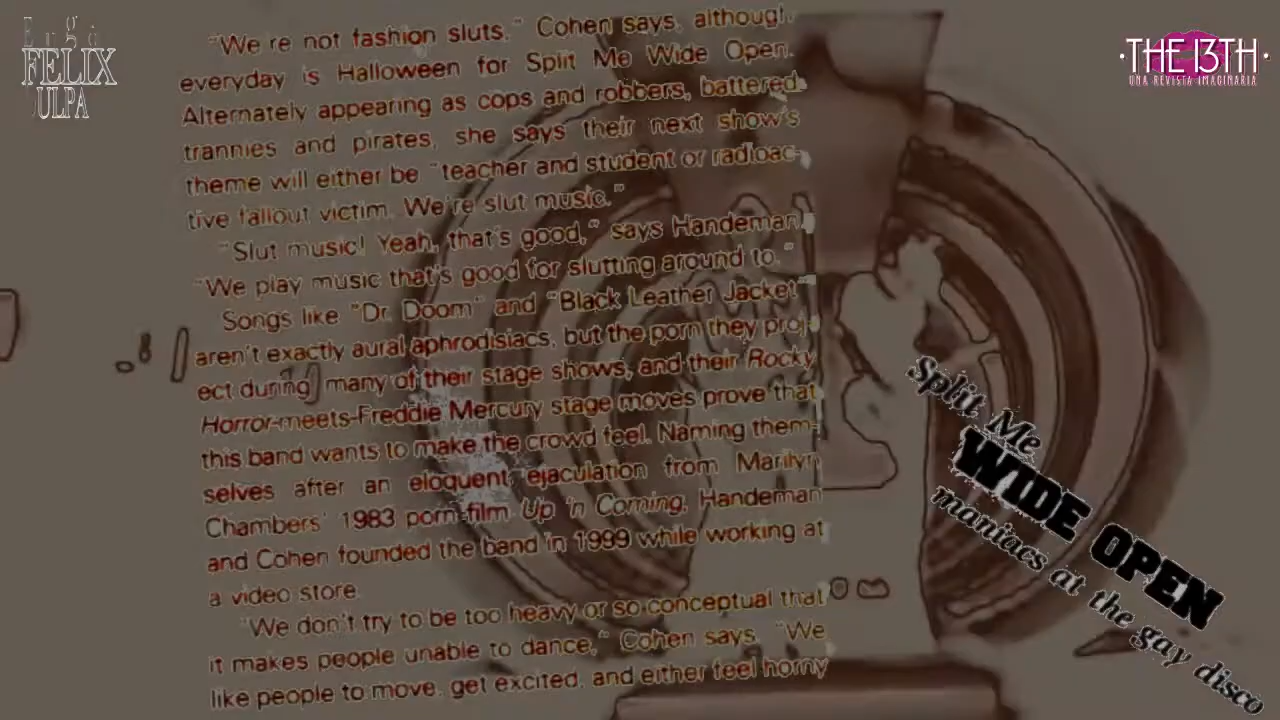 Ego
FELIX
ULPA
·THE 13TH·
UNA REVISTA IMAGINARIA
"We're not fashion sluts," Cohen says, although
everyday is Halloween for Split Me Wide Open.
Alternately appearing as cops and robbers, battered
trannies and pirates, she says their next show's
theme will either be "teacher and student or radioac-
tive fallout victim. We're slut music."
"Slut music! Yeah, that's good," says Handeman.
"We play music that's good for slutting around to."
Songs like "Dr. Doom" and "Black Leather Jacket"
aren't exactly aural aphrodisiacs, but the porn they proj-
ect during many of their stage shows, and their Rocky
Horror-meets-Freddie Mercury stage moves prove that
this band wants to make the crowd feel. Naming them-
selves after an eloquent ejaculation from Marilyn
Chambers' 1983 porn film Up 'n Coming, Handeman
and Cohen founded the band in 1999 while working at
a video store.
"We don't try to be too heavy or so conceptual that
it makes people unable to dance," Cohen says. "We
like people to move, get excited, and either feel horny
Split Me
WIDE OPEN
maniacs at the gay disco